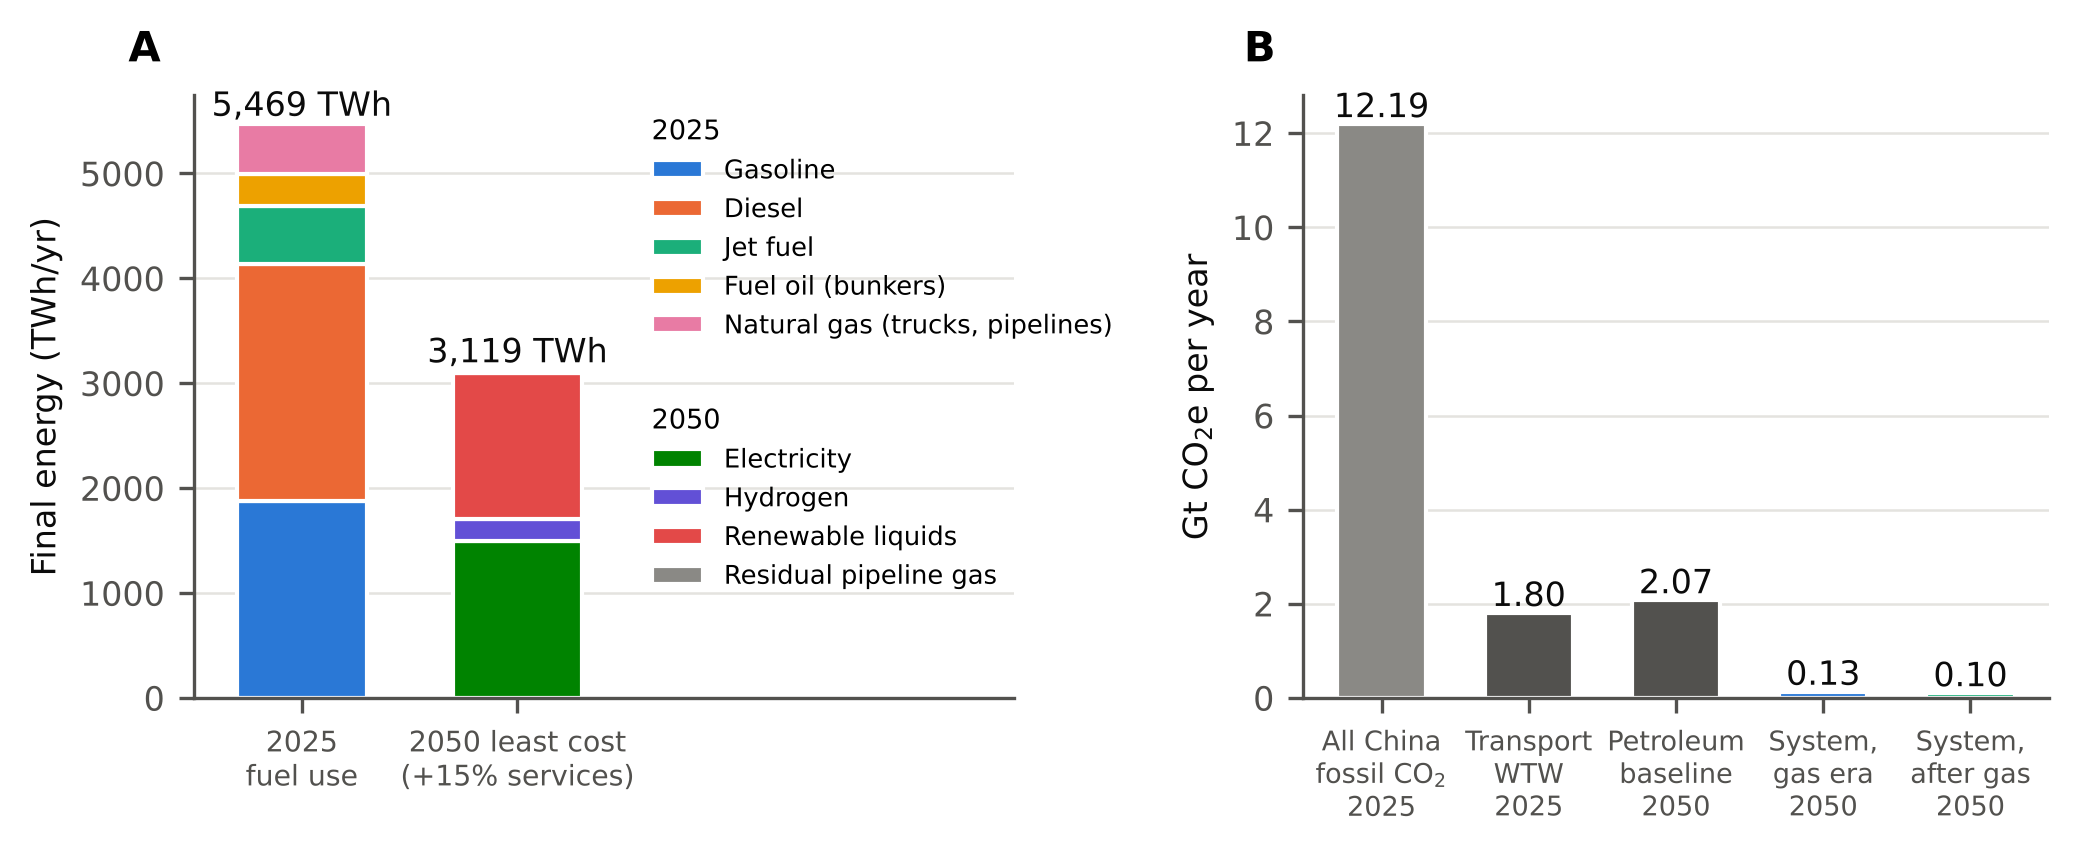 A
5,469 TWh
3,119 TWh
Final energy (TWh/yr)
5000
4000
3000
2000
1000
0
2025
fuel use
2050 least cost
(+15% services)
2025
Gasoline
Diesel
Jet fuel
Fuel oil (bunkers)
Natural gas (trucks, pipelines)
2050
Electricity
Hydrogen
Renewable liquids
Residual pipeline gas
B
Gt CO₂e per year
12
10
8
6
4
2
0
12.19
1.80
2.07
0.13
0.10
All China
fossil CO₂
2025
Transport
WTW
2025
Petroleum
baseline
2050
System,
gas era
2050
System,
after gas
2050